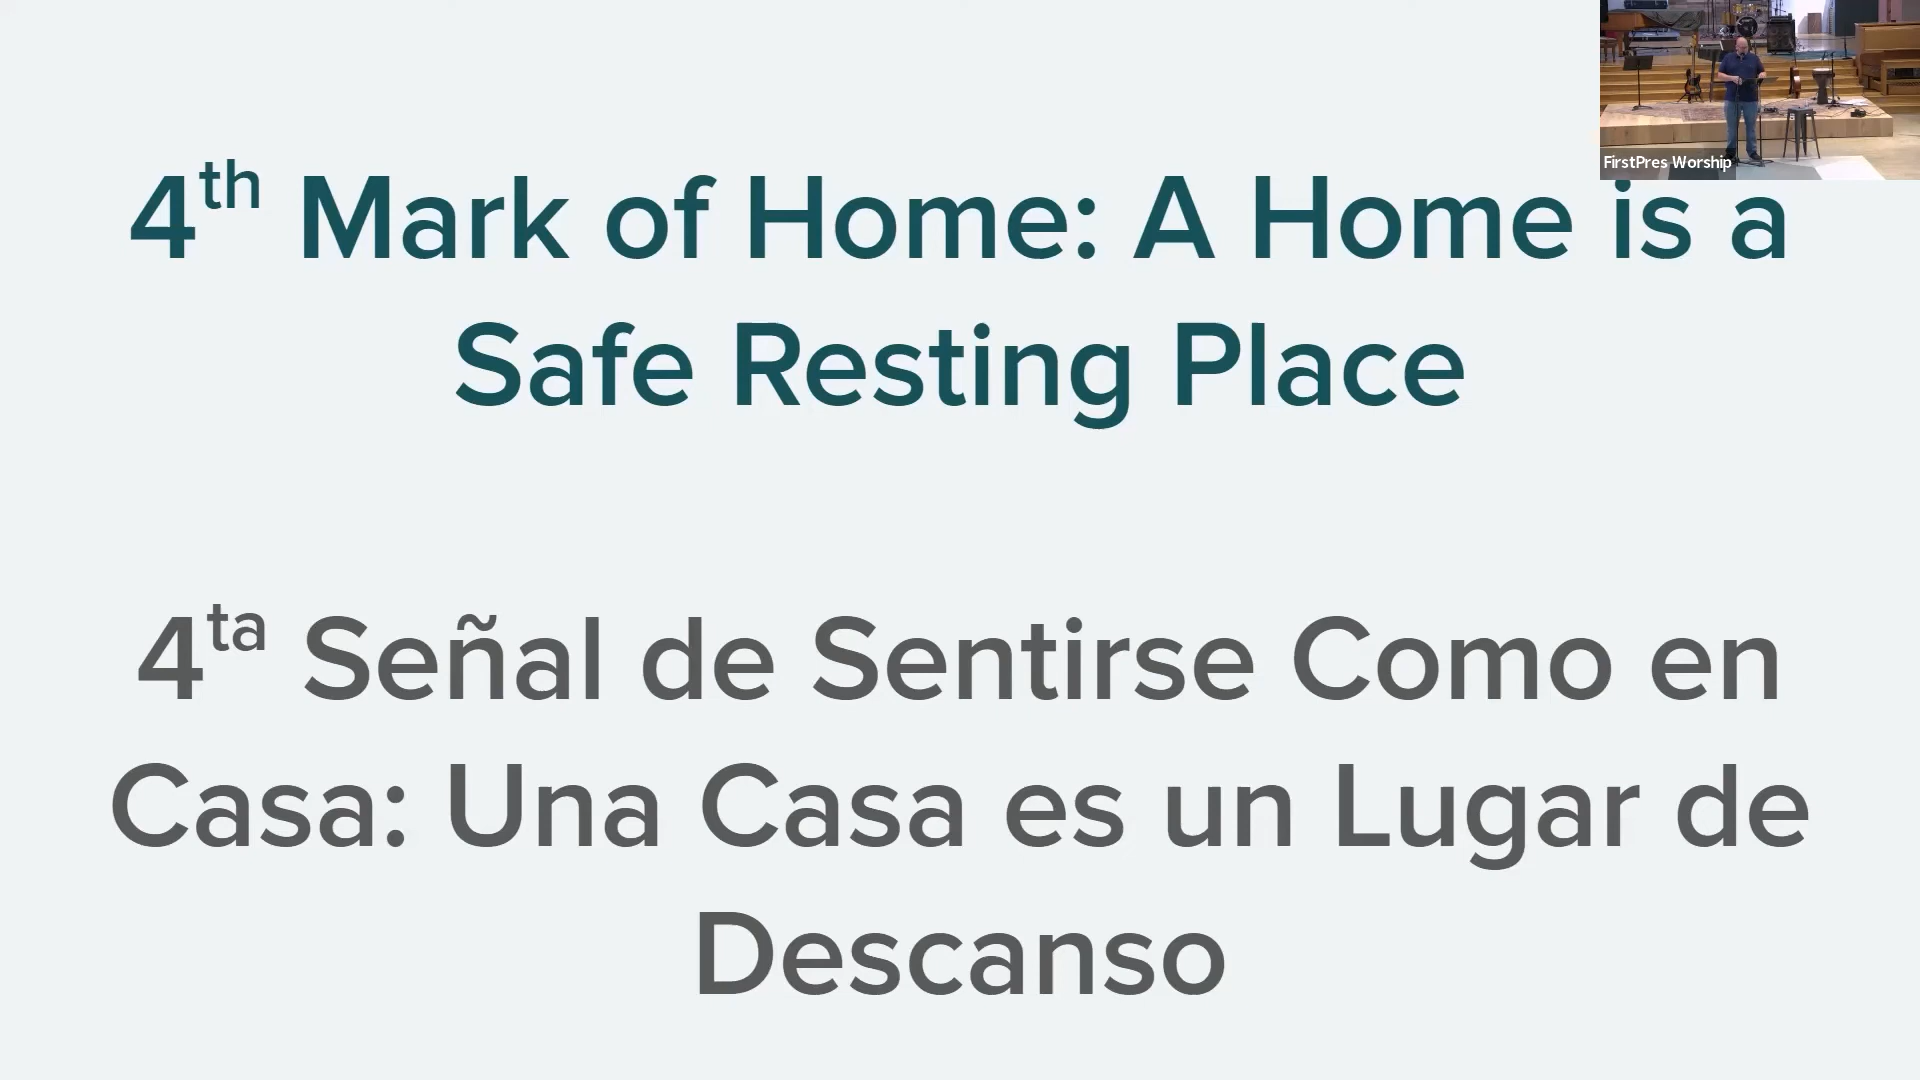 FirstPres Worship
4th Mark of Home: A Home is a
Safe Resting Place
4ta Señal de Sentirse Como en
Casa: Una Casa es un Lugar de
Descanso